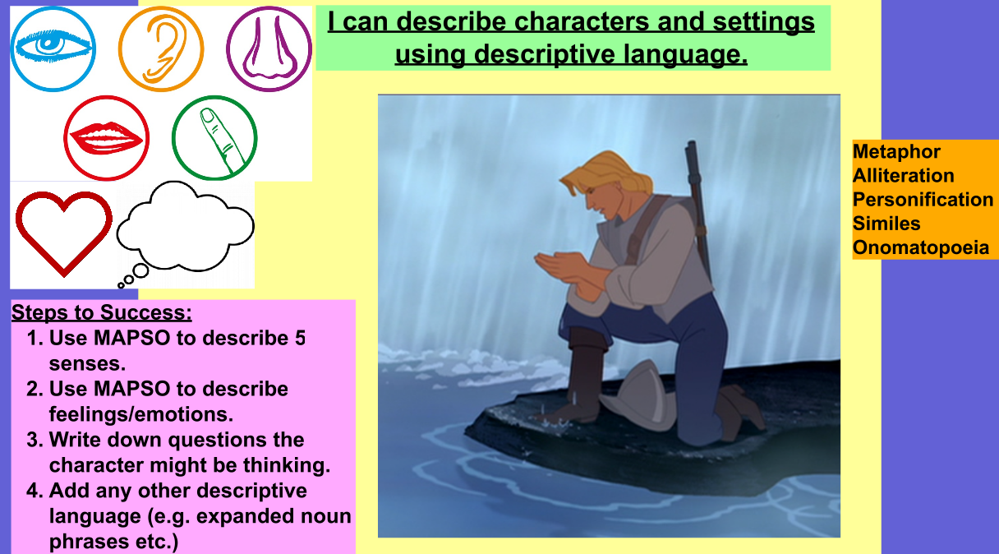 I can describe characters and settings
using descriptive language.
Metaphor
Alliteration
Personification
Similes
Onomatopoeia
Steps to Success:
1. Use MAPSO to describe 5
senses.
2. Use MAPSO to describe
feelings/emotions.
3. Write down questions the
character might be thinking.
4. Add any other descriptive
language (e.g. expanded noun
phrases etc.)